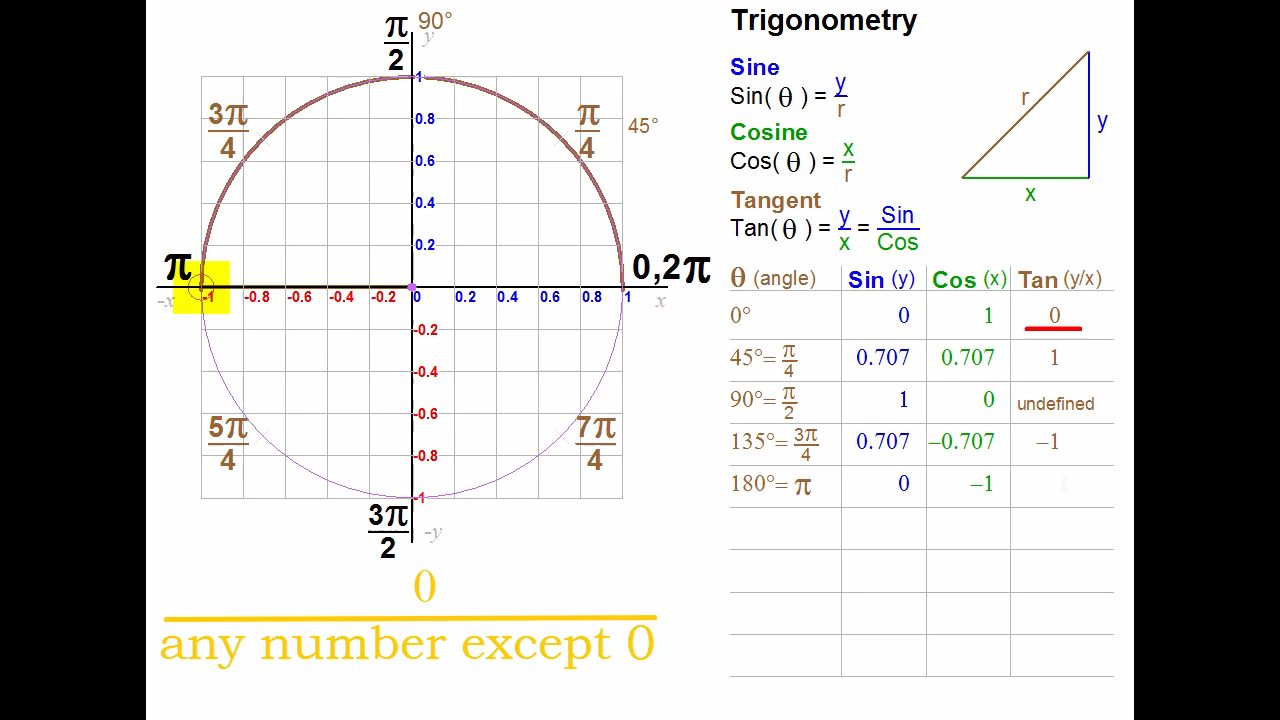 π/2 90°
y
3π/4
π/4 45°
1
0.8
0.6
0.4
0.2
π
0,2π
-x -1 -0.8 -0.6 -0.4 -0.2 0 0.2 0.4 0.6 0.8 1 x
-0.2
-0.4
-0.6
-0.8
-1
5π/4
7π/4
3π/2
-y
0
any number except 0
Trigonometry
Sine
Sin( θ ) = y/r
Cosine
Cos( θ ) = x/r
Tangent
Tan( θ ) = y/x = Sin/Cos
r
y
x
θ (angle) Sin (y) Cos (x) Tan (y/x)
0° 0 1 0
45°= π/4 0.707 0.707 1
90°= π/2 1 0 undefined
135°= 3π/4 0.707 −0.707 −1
180°= π 0 −1